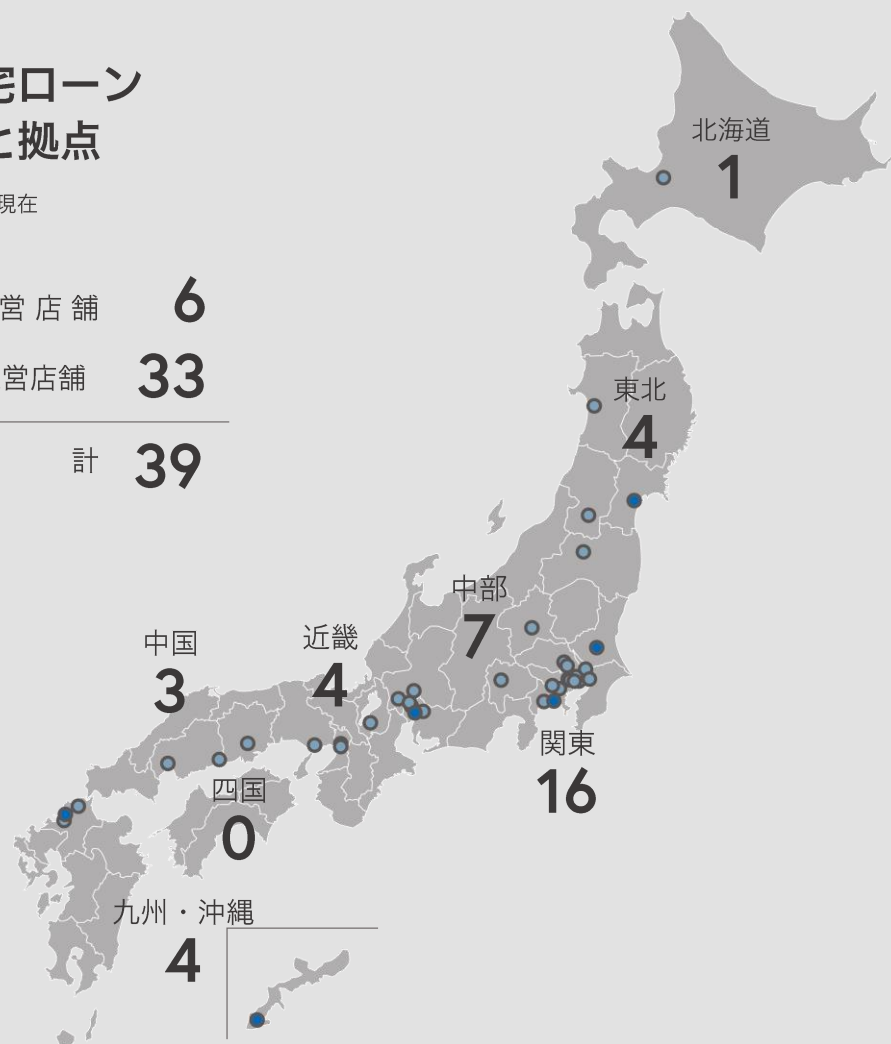 宅ローン
と拠点
現在
営店舗 6
営店舗 33
計 39
北海道
1
東北
4
中部
7
近畿
4
中国
3
関東
16
四国
0
九州・沖縄
4